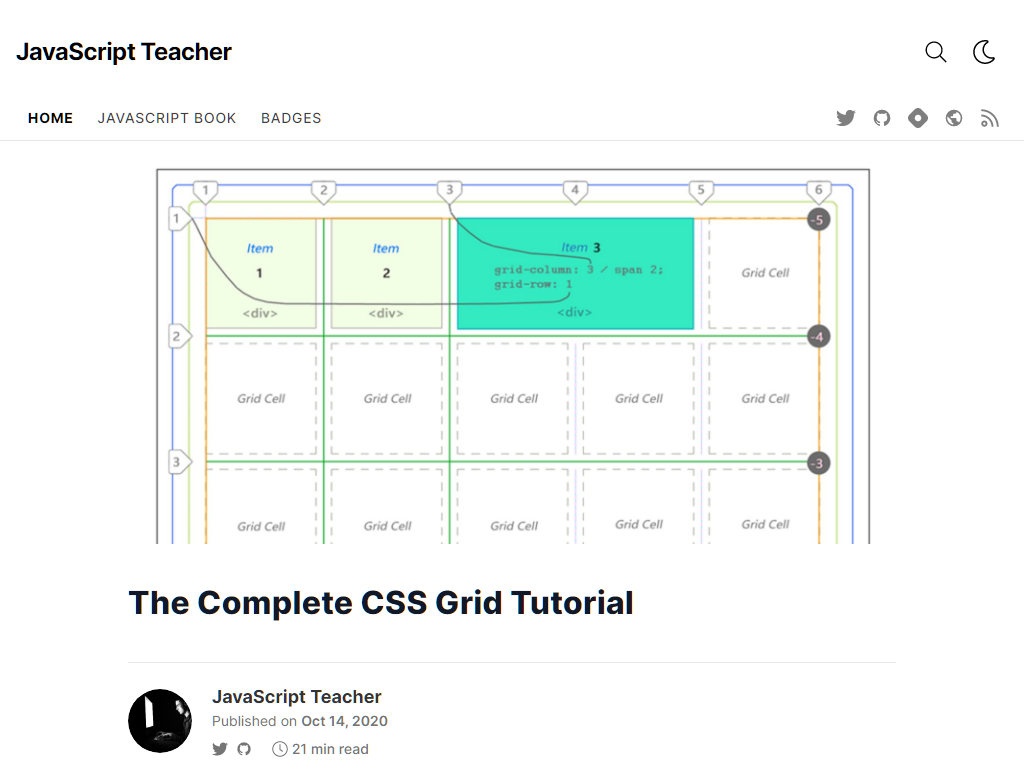 JavaScript Teacher
HOME JAVASCRIPT BOOK BADGES
1 2 3 4 5 6
1 -5
Item Item Item 3
1 2 grid-column: 3 / span 2; Grid Cell
grid-row: 1
<div> <div> <div>
2 -4
Grid Cell Grid Cell Grid Cell Grid Cell Grid Cell
3 -3
Grid Cell Grid Cell Grid Cell Grid Cell Grid Cell
The Complete CSS Grid Tutorial
JavaScript Teacher
Published on Oct 14, 2020
21 min read